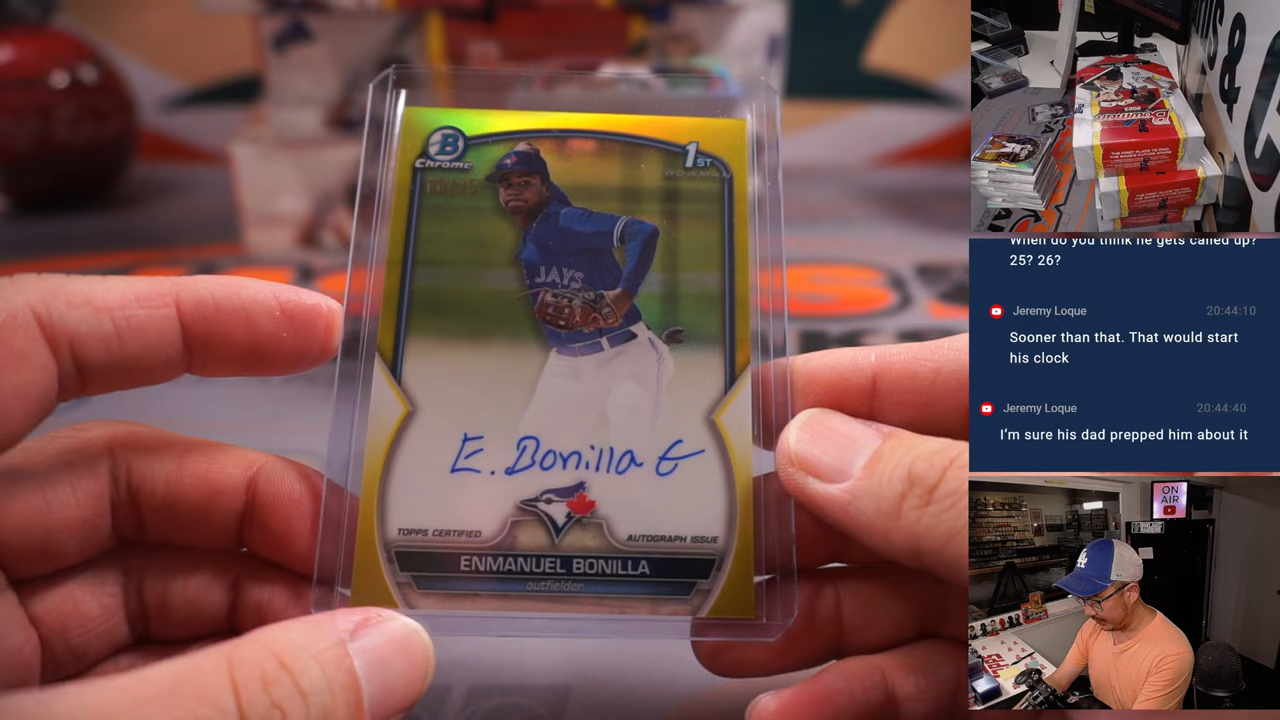 B
Chrome
1ST
BOWMAN
JAYS
E. Bonilla G
TOPPS CERTIFIED
AUTOGRAPH ISSUE
ENMANUEL BONILLA
outfielder
&
Bowman
2023
When do you think he gets called up?
25? 26?
Jeremy Loque
20:44:10
Sooner than that. That would start
his clock
Jeremy Loque
20:44:40
I'm sure his dad prepped him about it
ON
AIR
LA